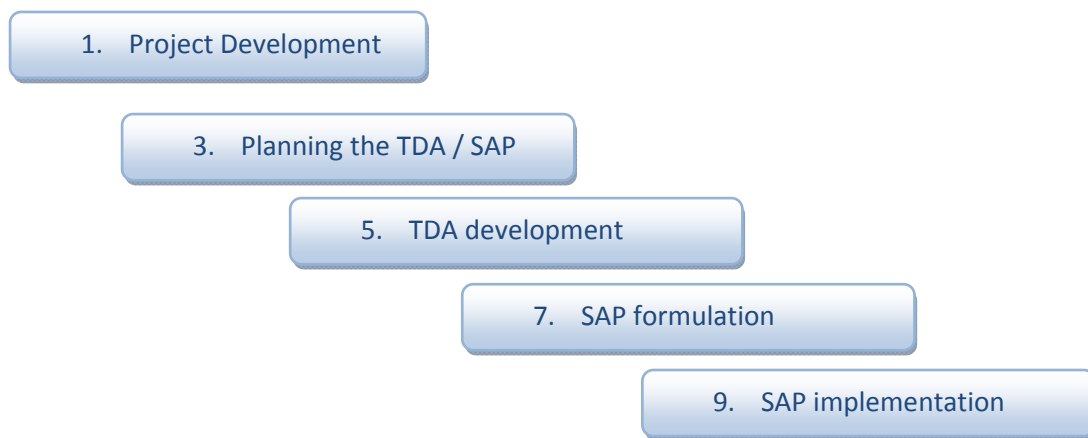 1. Project Development
3. Planning the TDA / SAP
5. TDA development
7. SAP formulation
9. SAP implementation